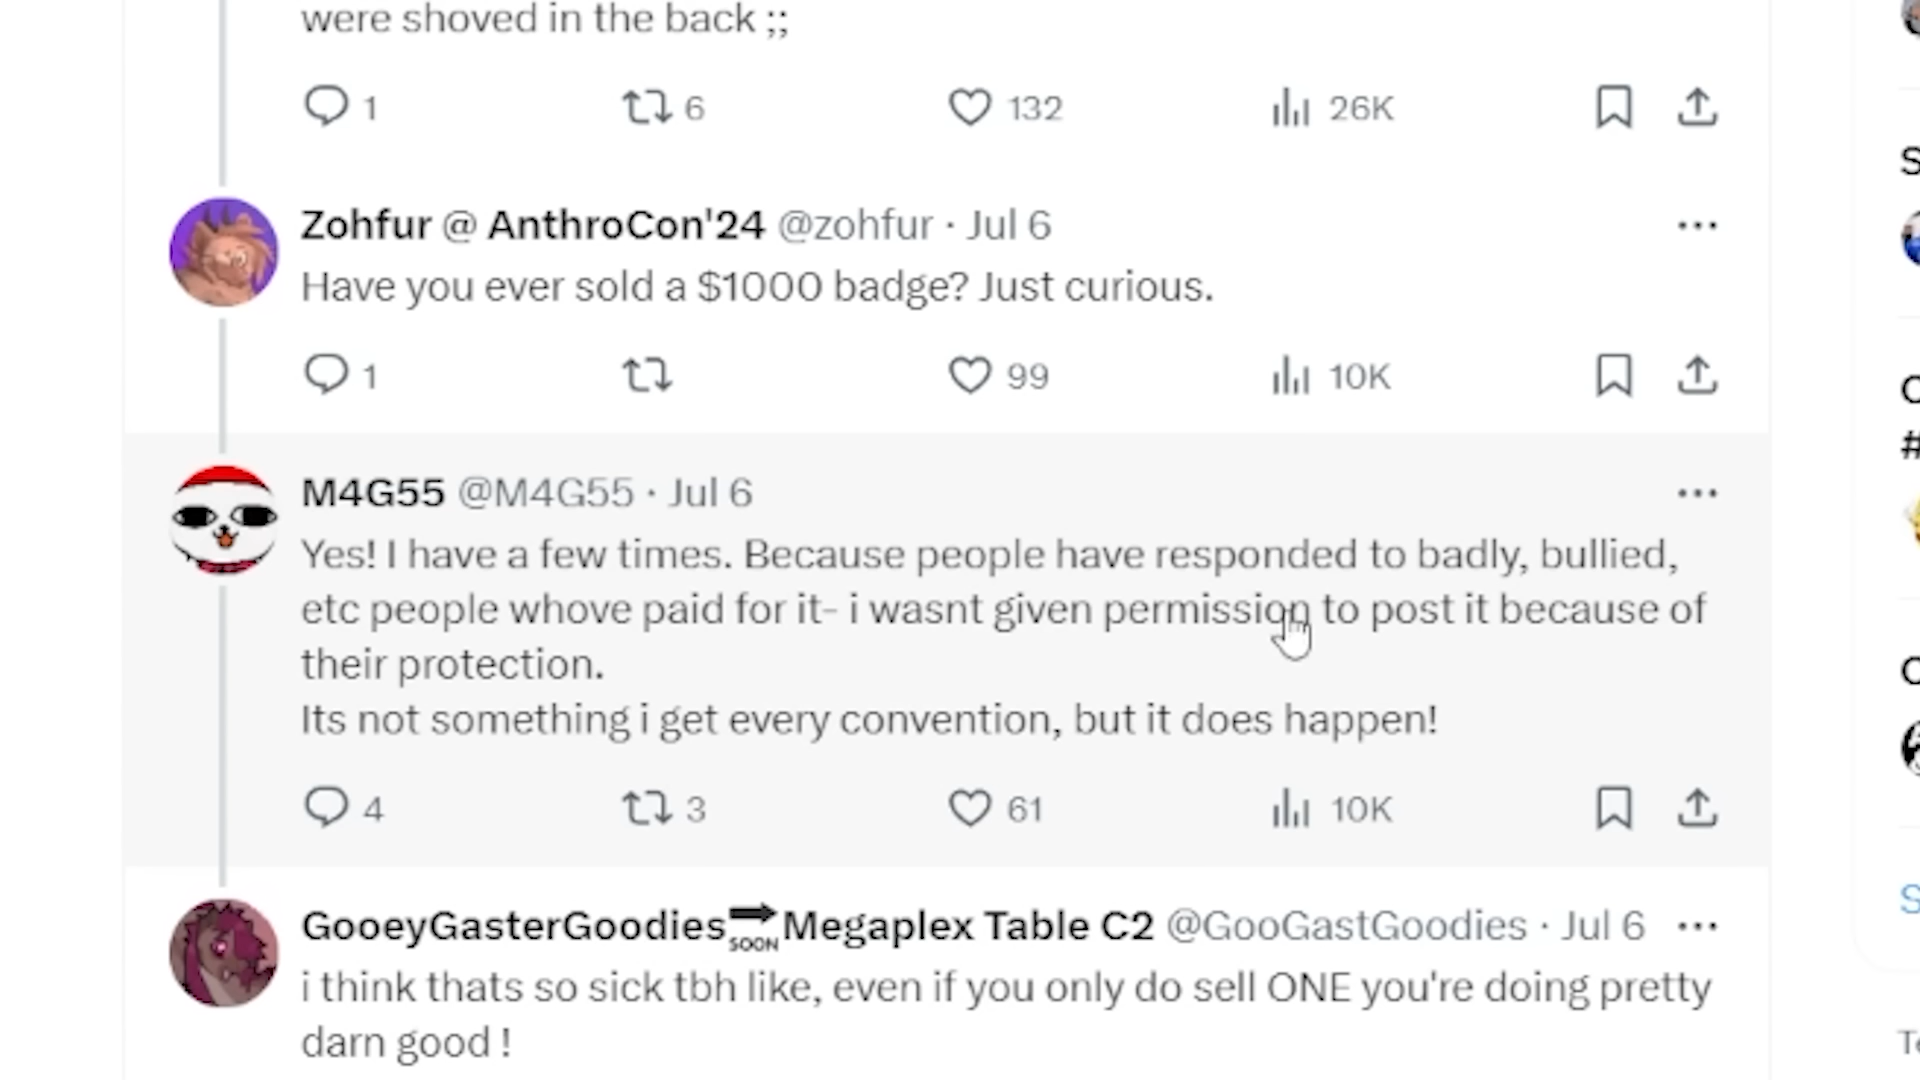 were shoved in the back ;;
1 6 132 26K
Zohfur @ AnthroCon'24 @zohfur · Jul 6
Have you ever sold a $1000 badge? Just curious.
1 99 10K
M4G55 @M4G55 · Jul 6
Yes! I have a few times. Because people have responded to badly, bullied,
etc people whove paid for it- i wasnt given permission to post it because of
their protection.
Its not something i get every convention, but it does happen!
4 3 61 10K
GooeyGasterGoodies SOON Megaplex Table C2 @GooGastGoodies · Jul 6
i think thats so sick tbh like, even if you only do sell ONE you're doing pretty
darn good !